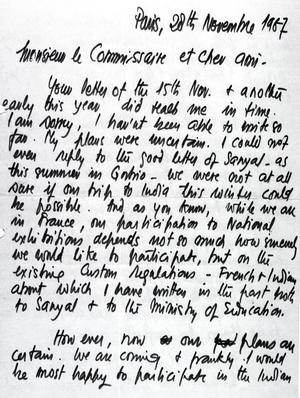 Paris, 28th November 1967
Monsieur le Commissaire et cher ami -
Your letter of the 15th Nov. & another
early this year did reach me in time.
I am sorry, I hav'nt been able to write so
far. My plans were uncertain. I could not
even reply to the good letter of Sanyal - as
this summer in Gorbio - we were not at all
sure if our trip to India this winter could
be possible. And as you know, while we are
in France, our participation to National
exhibitions depends not so much how sincerely
we would like to participate, but on the
existing Custom Regulations - French & Indian
about which I have written in the past both
to Sanyal & to the Ministry of Education.
However, now our plans are
certain. We are coming & frankly I would
be most happy to participate in the Indian